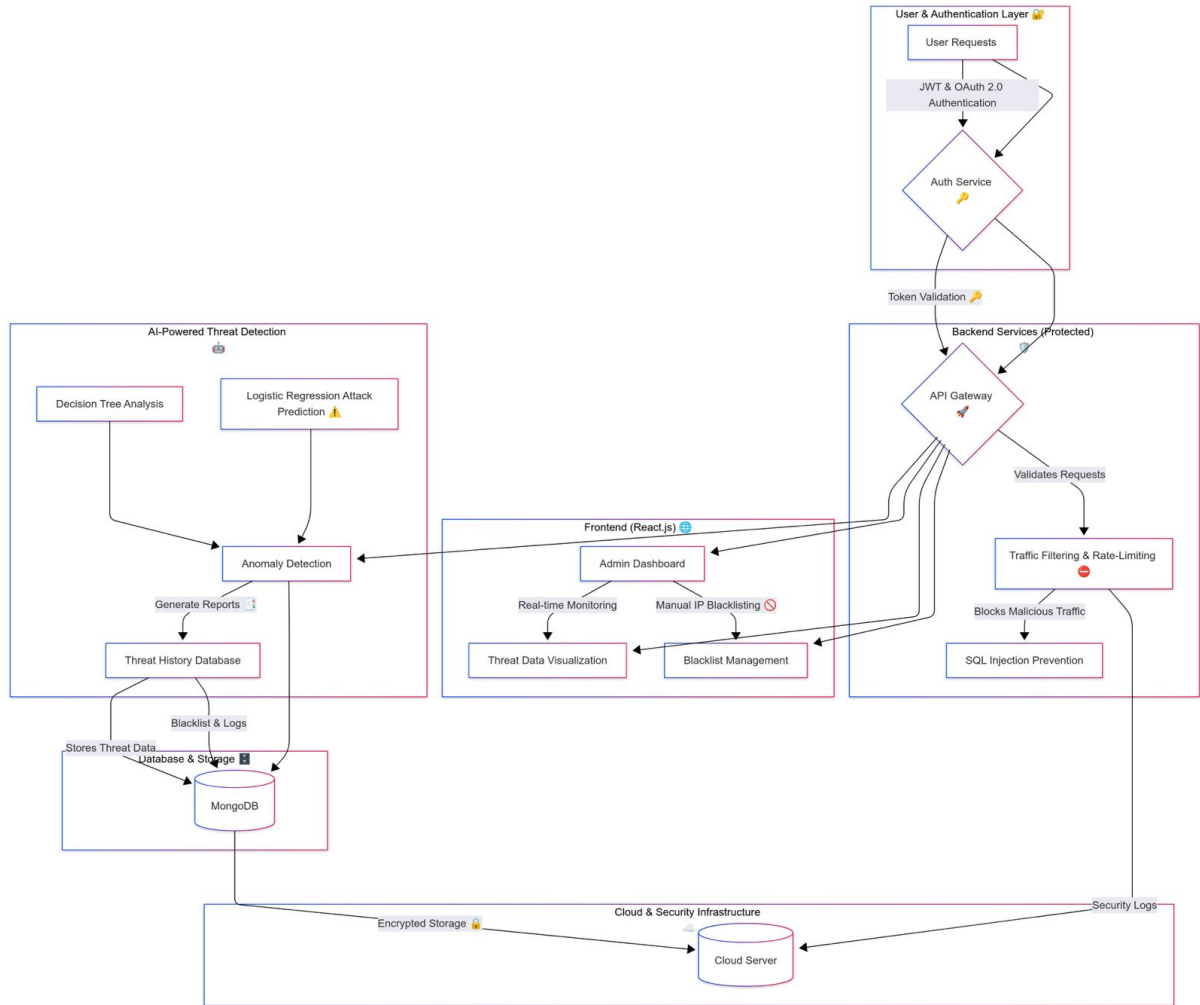 User & Authentication Layer 🔐
User Requests
JWT & OAuth 2.0
Authentication
Auth Service
🔑
Token Validation 🔑
AI-Powered Threat Detection
🤖
Decision Tree Analysis
Logistic Regression Attack
Prediction ⚠️
Anomaly Detection
Generate Reports 📑
Threat History Database
Backend Services (Protected)
🛡️
API Gateway
🚀
Validates Requests
Traffic Filtering & Rate-Limiting
⛔
Blocks Malicious Traffic
SQL Injection Prevention
Frontend (React.js) 🌐
Admin Dashboard
Real-time Monitoring
Manual IP Blacklisting 🚫
Threat Data Visualization
Blacklist Management
Blacklist & Logs
Stores Threat Data
Database & Storage 🗄️
MongoDB
Security Logs
Cloud & Security Infrastructure
☁️
Encrypted Storage 🔒
Cloud Server